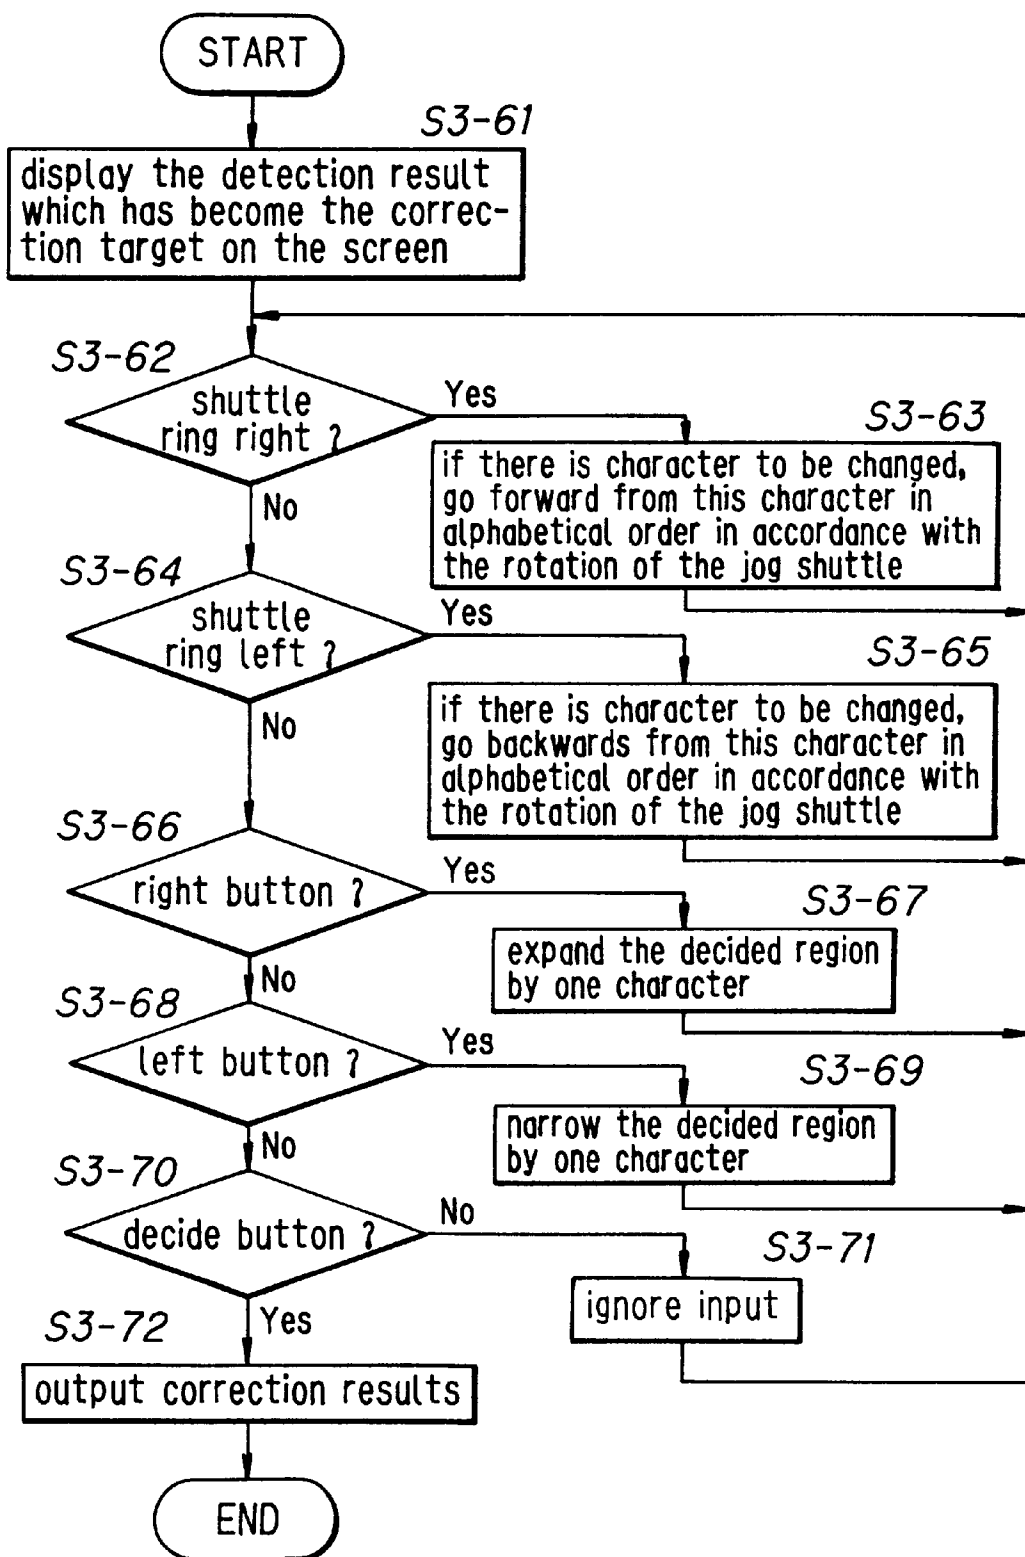 START
S3-61
display the detection result
which has become the correc-
tion target on the screen
S3-62
shuttle
ring right ?
Yes
No
S3-63
if there is character to be changed,
go forward from this character in
alphabetical order in accordance with
the rotation of the jog shuttle
S3-64
shuttle
ring left ?
Yes
No
S3-65
if there is character to be changed,
go backwards from this character in
alphabetical order in accordance with
the rotation of the jog shuttle
S3-66
right button ?
Yes
No
S3-67
expand the decided region
by one character
S3-68
left button ?
Yes
No
S3-69
narrow the decided region
by one character
S3-70
decide button ?
No
Yes
S3-71
ignore input
S3-72
output correction results
END